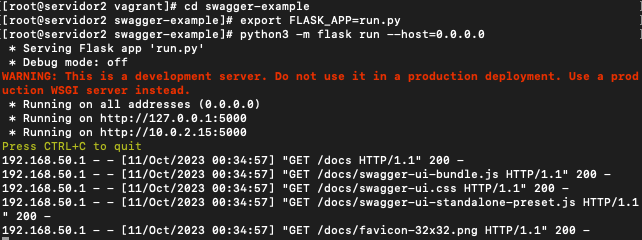 [[root@servidor2 vagrant]# cd swagger-example
[[root@servidor2 swagger-example]# export FLASK_APP=run.py
[[root@servidor2 swagger-example]# python3 -m flask run --host=0.0.0.0
 * Serving Flask app 'run.py'
 * Debug mode: off
WARNING: This is a development server. Do not use it in a production deployment. Use a prod
uction WSGI server instead.
 * Running on all addresses (0.0.0.0)
 * Running on http://127.0.0.1:5000
 * Running on http://10.0.2.15:5000
Press CTRL+C to quit
192.168.50.1 - - [11/Oct/2023 00:34:57] "GET /docs HTTP/1.1" 200 -
192.168.50.1 - - [11/Oct/2023 00:34:57] "GET /docs/swagger-ui-bundle.js HTTP/1.1" 200 -
192.168.50.1 - - [11/Oct/2023 00:34:57] "GET /docs/swagger-ui.css HTTP/1.1" 200 -
192.168.50.1 - - [11/Oct/2023 00:34:57] "GET /docs/swagger-ui-standalone-preset.js HTTP/1.1
" 200 -
192.168.50.1 - - [11/Oct/2023 00:34:57] "GET /docs/favicon-32x32.png HTTP/1.1" 200 -